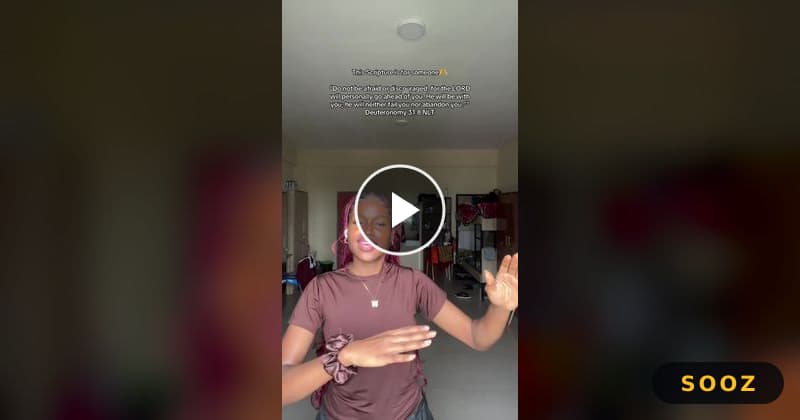 This Scripture is for someone🫶
"Do not be afraid or discouraged, for the LORD
will personally go ahead of you. He will be with
you; he will neither fail you nor abandon you."
Deuteronomy 31:8 NLT
SOOZ